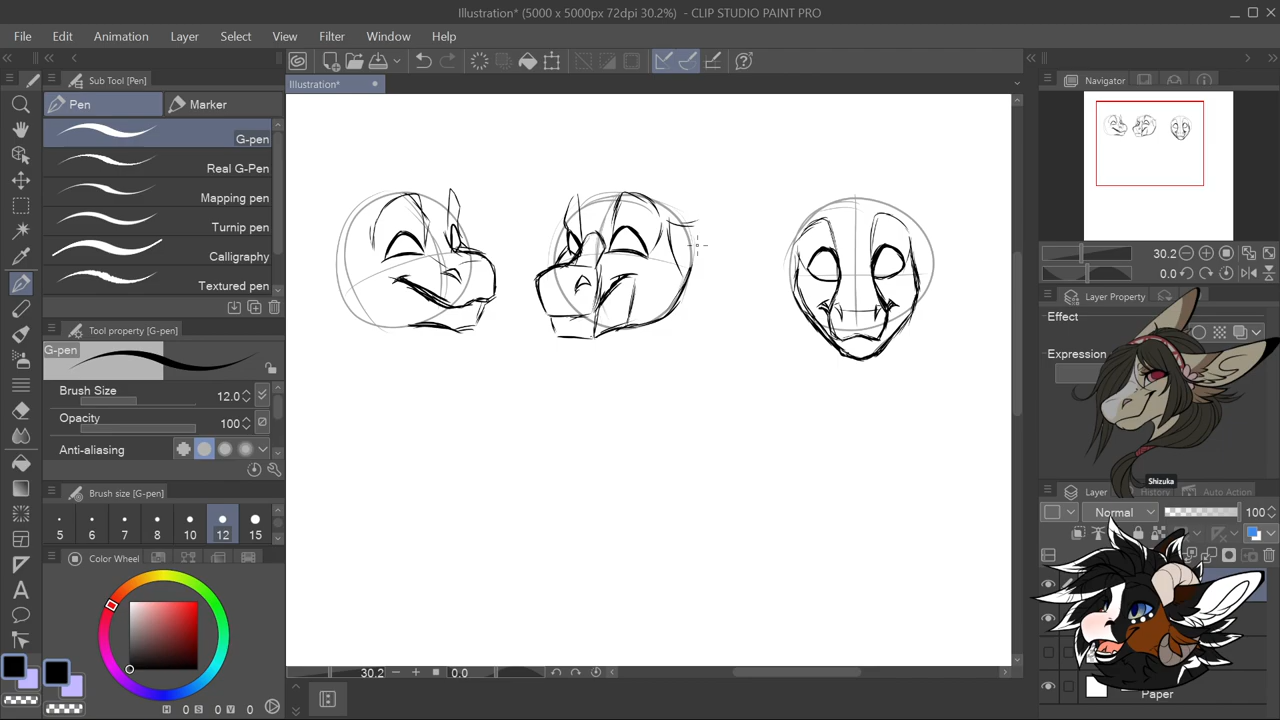 Illustration* (5000 x 5000px 72dpi 30.2%) - CLIP STUDIO PAINT PRO
File Edit Animation Layer Select View Filter Window Help
Sub Tool [Pen]
Illustration*
Navigator
Pen Marker
G-pen
Real G-Pen
Mapping pen
Turnip pen
Calligraphy
Textured pen
30.2
0.0
Layer Property
Effect
Expression
Tool property [G-pen]
G-pen
Brush Size 12.0
Opacity 100
Anti-aliasing
Shizuka
Brush size [G-pen]
Layer History Auto Action
5 6 7 8 10 12 15
Normal 100
Color Wheel
30.2 0.0
Paper
H 0 S 0 V 0